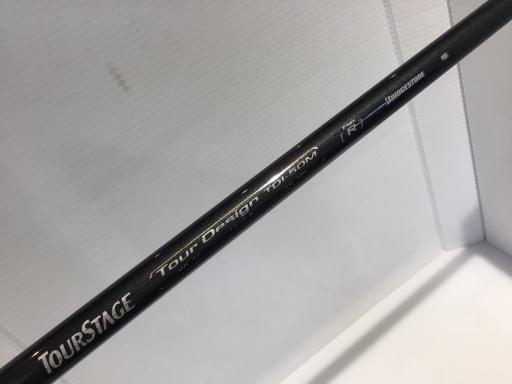 TOURSTAGE
Tour Design TDI-50M
Flex
R
BRIDGESTONE